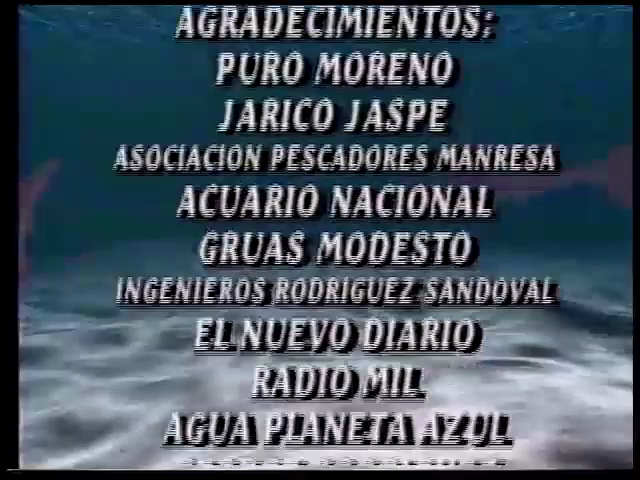 AGRADECIMIENTOS:
PURO MORENO
JARICO JASPE
ASOCIACION PESCADORES MANRESA
ACUARIO NACIONAL
GRUAS MODESTO
INGENIEROS RODRIGUEZ SANDOVAL
EL NUEVO DIARIO
RADIO MIL
AGUA PLANETA AZUL